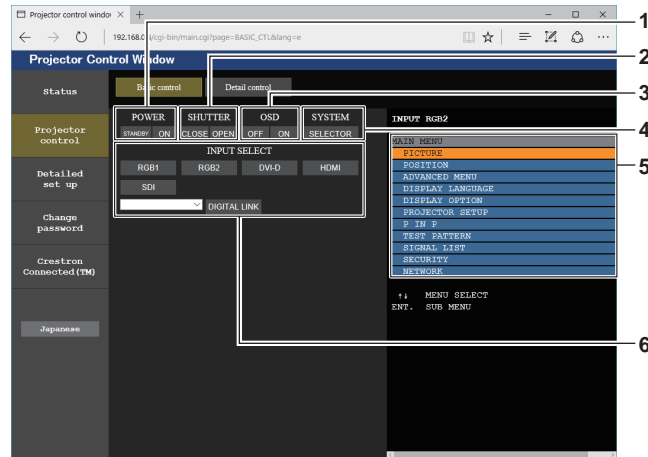 Projector control windov
192.168.0.8/cgi-bin/main.cgi?page=BASIC_CTL&lang=e
Projector Control Window
Status
Projector control
Detailed set up
Change password
Crestron Connected(TM)
Japanese
Basic control
Detail control
POWER
STANDBY
ON
SHUTTER
CLOSE
OPEN
OSD
OFF
ON
SYSTEM
SELECTOR
INPUT SELECT
RGB1
RGB2
DVI-D
HDMI
SDI
DIGITAL LINK
INPUT RGB2
MAIN MENU
PICTURE
POSITION
ADVANCED MENU
DISPLAY LANGUAGE
DISPLAY OPTION
PROJECTOR SETUP
P IN P
TEST PATTERN
SIGNAL LIST
SECURITY
NETWORK
↑↓ MENU SELECT
ENT. SUB MENU
1
2
3
4
5
6